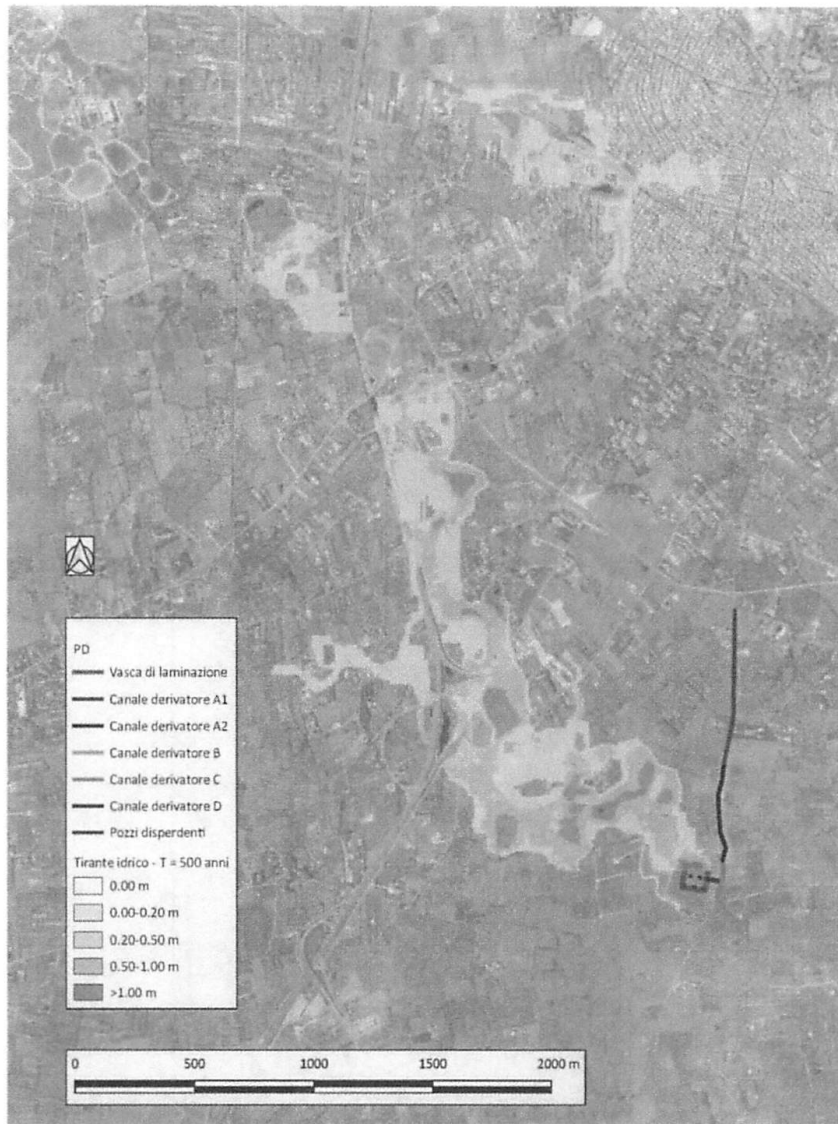 PD
Vasca di laminazione
Canale derivatore A1
Canale derivatore A2
Canale derivatore B
Canale derivatore C
Canale derivatore D
Pozzi disperdenti
Tirante idrico - T = 500 anni
0.00 m
0.00-0.20 m
0.20-0.50 m
0.50-1.00 m
>1.00 m
0 500 1000 1500 2000 m